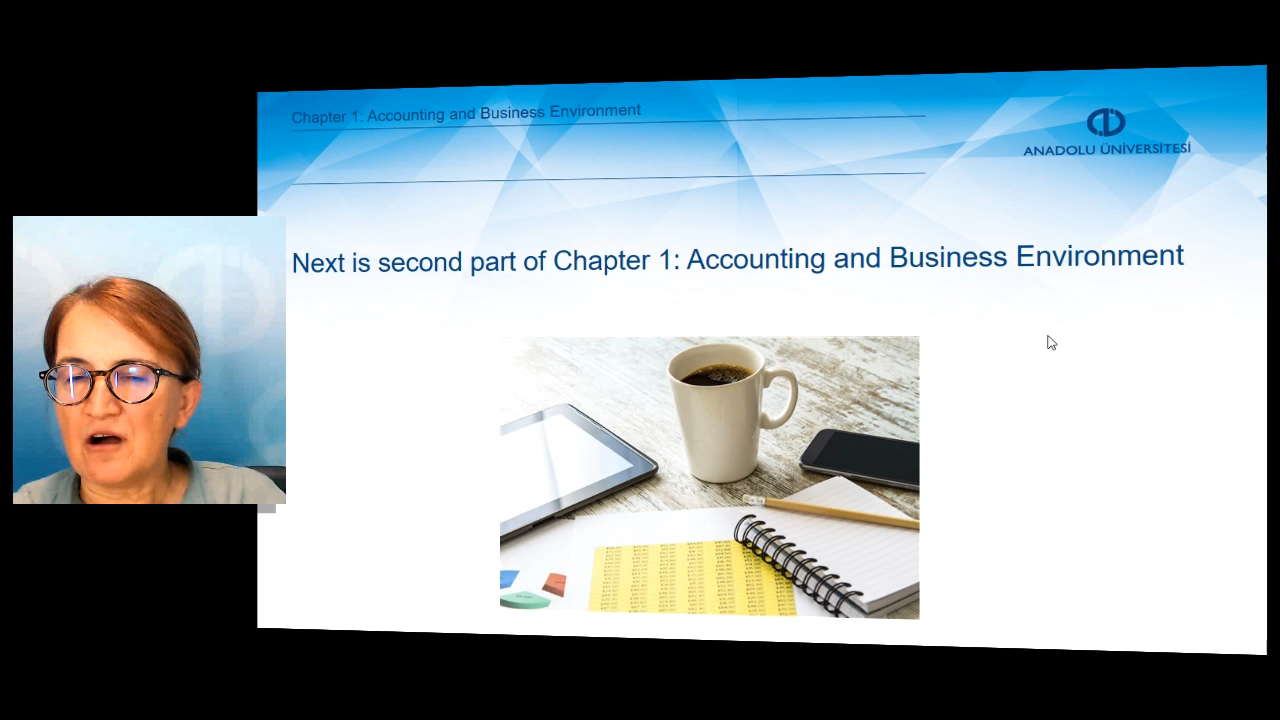 Chapter 1: Accounting and Business Environment
ANADOLU ÜNİVERSİTESİ
Next is second part of Chapter 1: Accounting and Business Environment